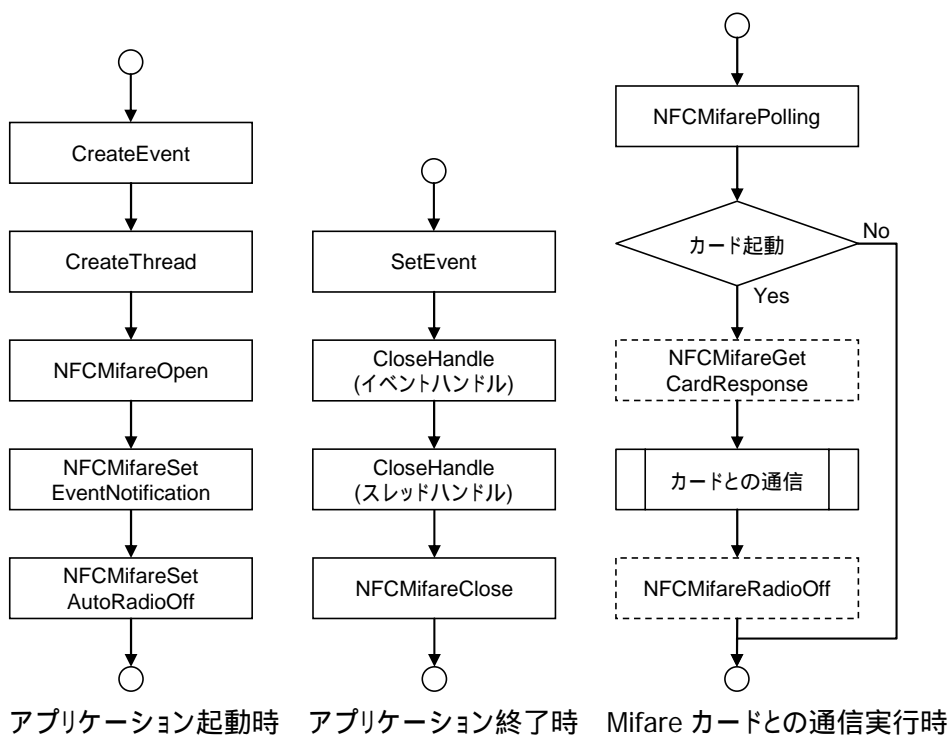 CreateEvent
CreateThread
NFCMifareOpen
NFCMifareSet
EventNotification
NFCMifareSet
AutoRadioOff
アプリケーション起動時
SetEvent
CloseHandle
(イベントハンドル)
CloseHandle
(スレッドハンドル)
NFCMifareClose
アプリケーション終了時
NFCMifarePolling
カード起動
No
Yes
NFCMifareGet
CardResponse
カードとの通信
NFCMifareRadioOff
Mifare カードとの通信実行時